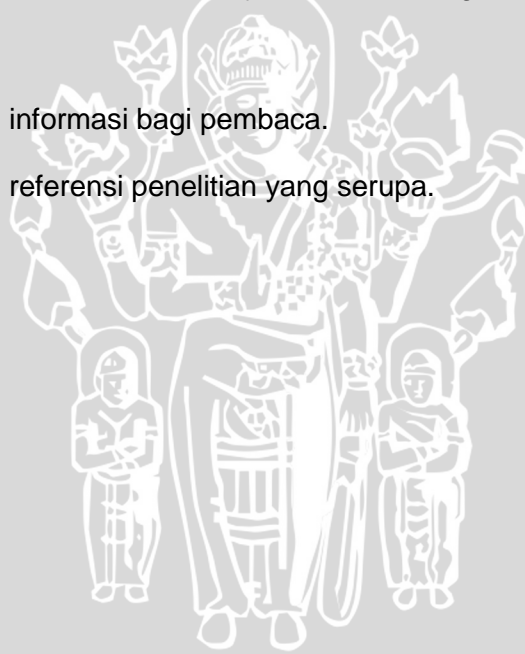 informasi bagi pembaca.
referensi penelitian yang serupa.